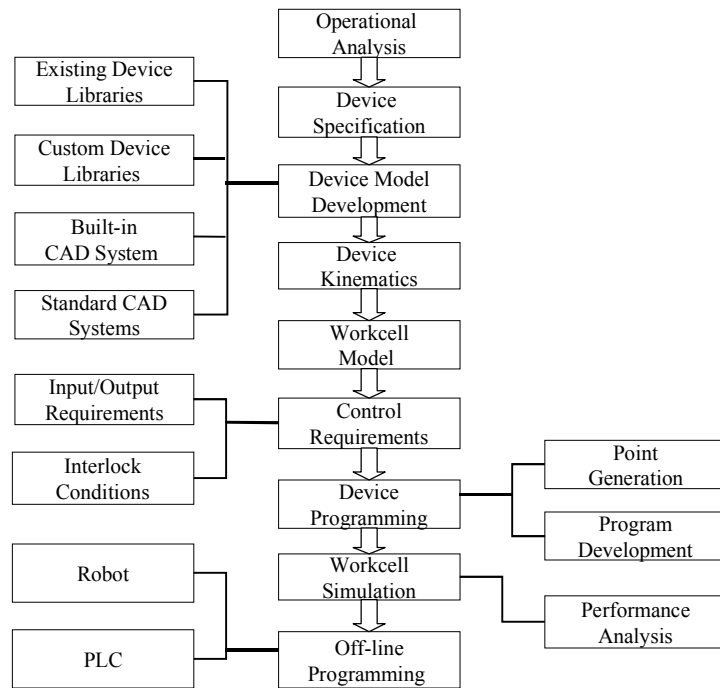 Operational
Analysis
Existing Device
Libraries
Device
Specification
Custom Device
Libraries
Device Model
Development
Built-in
CAD System
Device
Kinematics
Standard CAD
Systems
Workcell
Model
Input/Output
Requirements
Control
Requirements
Interlock
Conditions
Device
Programming
Point
Generation
Program
Development
Robot
Workcell
Simulation
Performance
Analysis
PLC
Off-line
Programming